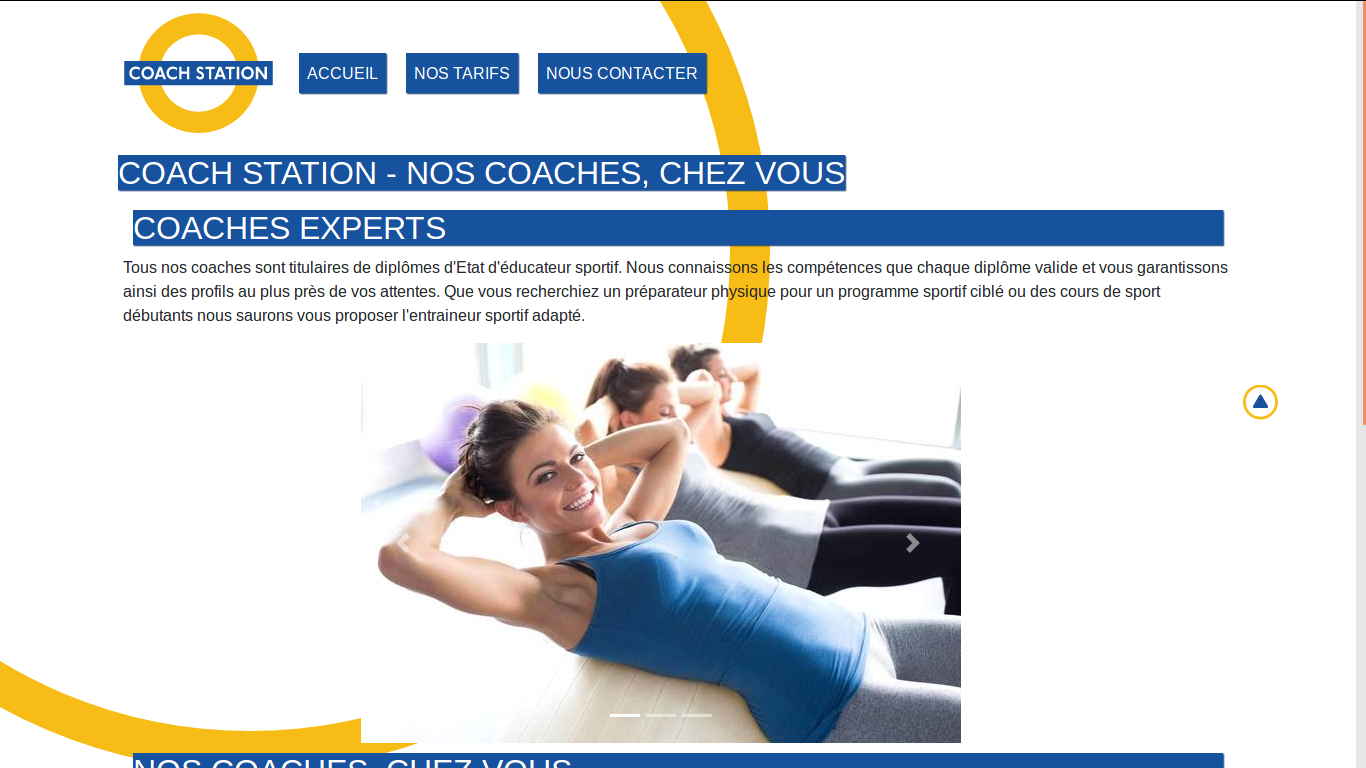 COACH STATION
ACCUEIL
NOS TARIFS
NOUS CONTACTER
COACH STATION - NOS COACHES, CHEZ VOUS
COACHES EXPERTS
Tous nos coaches sont titulaires de diplômes d'Etat d'éducateur sportif. Nous connaissons les compétences que chaque diplôme valide et vous garantissons
ainsi des profils au plus près de vos attentes. Que vous recherchiez un préparateur physique pour un programme sportif ciblé ou des cours de sport
débutants nous saurons vous proposer l'entraineur sportif adapté.
NOS COACHES, CHEZ VOUS